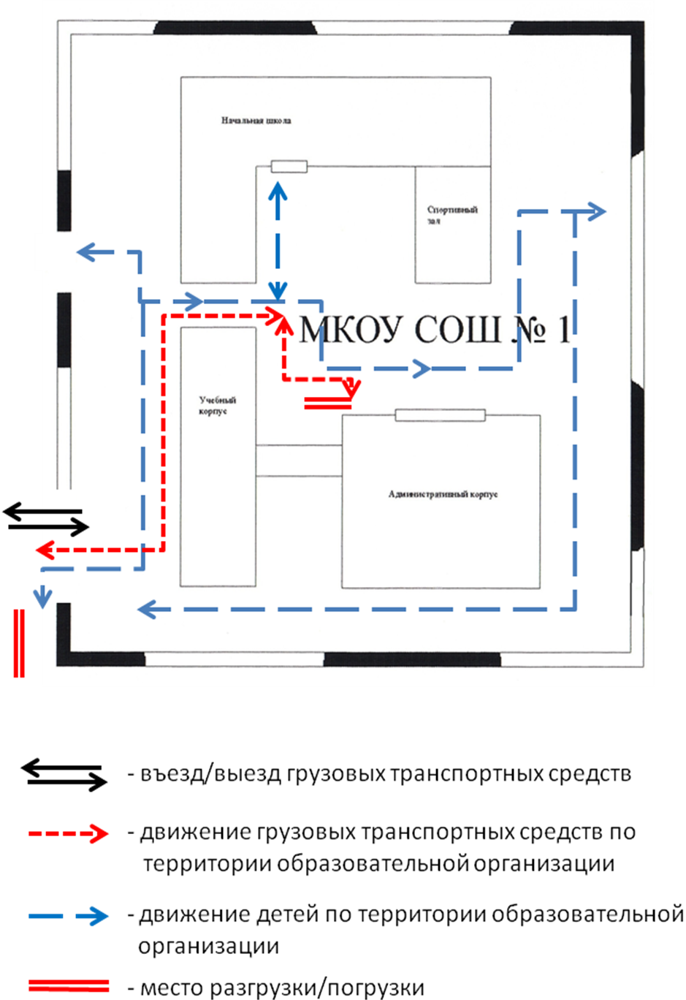 Начальная школа
Спортивный
зал
МКОУ СОШ № 1
Учебный
корпус
Административный корпус
- въезд/выезд грузовых транспортных средств
- движение грузовых транспортных средств по
территории образовательной организации
- движение детей по территории образовательной
организации
- место разгрузки/погрузки